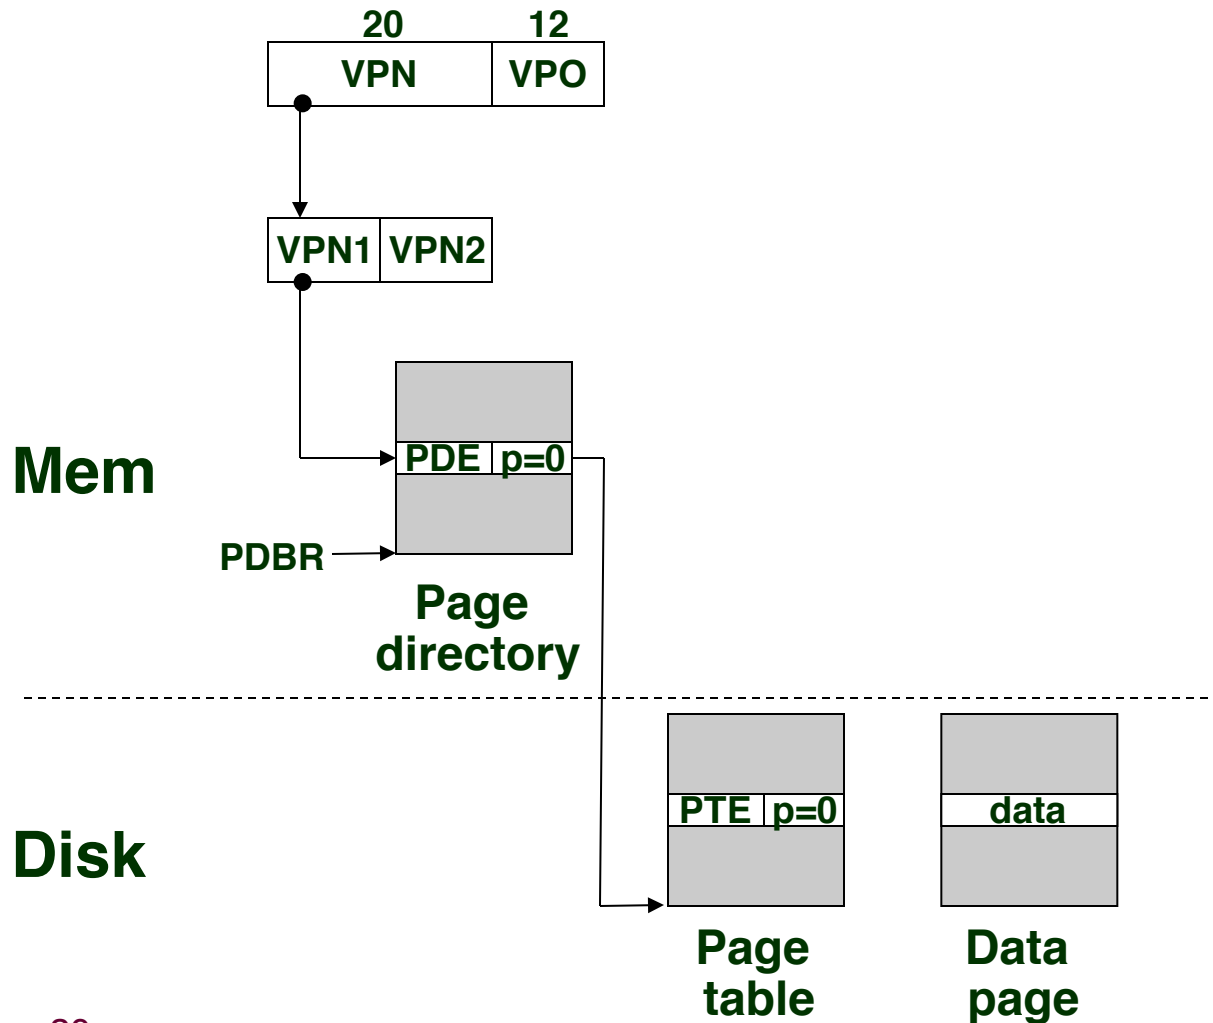 20 12
VPN VPO
VPN1 VPN2
Mem
PDE p=0
PDBR
Page
directory
Disk
PTE p=0
data
Page
table
Data
page